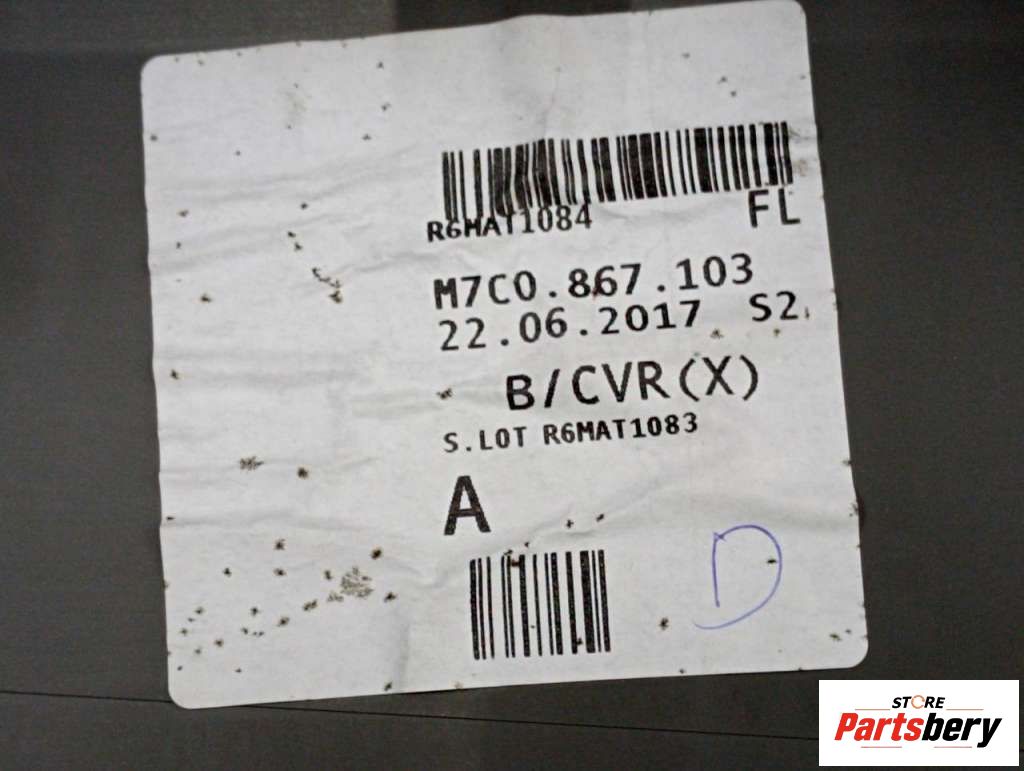 R6MAT1084
FL
M7C0.867.103
22.06.2017 S2
B/CVR(X)
S.LOT R6MAT1083
A
D
STORE
Partsbery